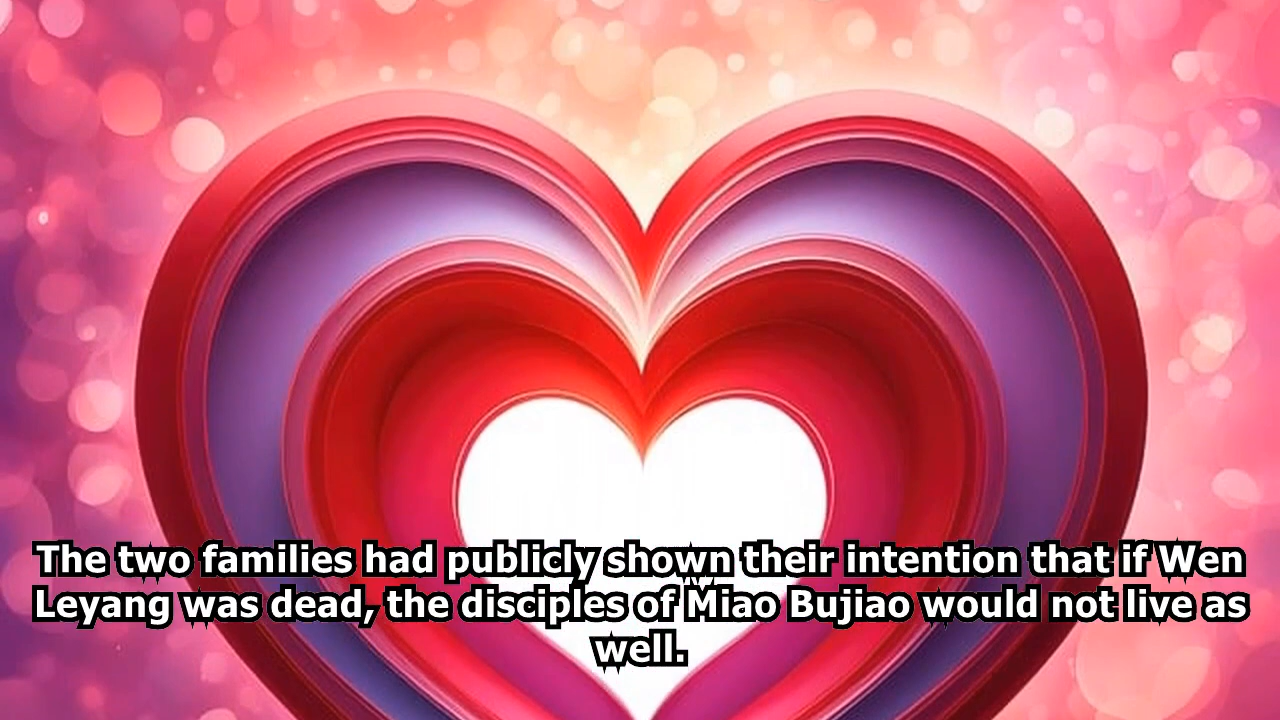 The two families had publicly shown their intention that if Wen
Leyang was dead, the disciples of Miao Bujiao would not live as
well.